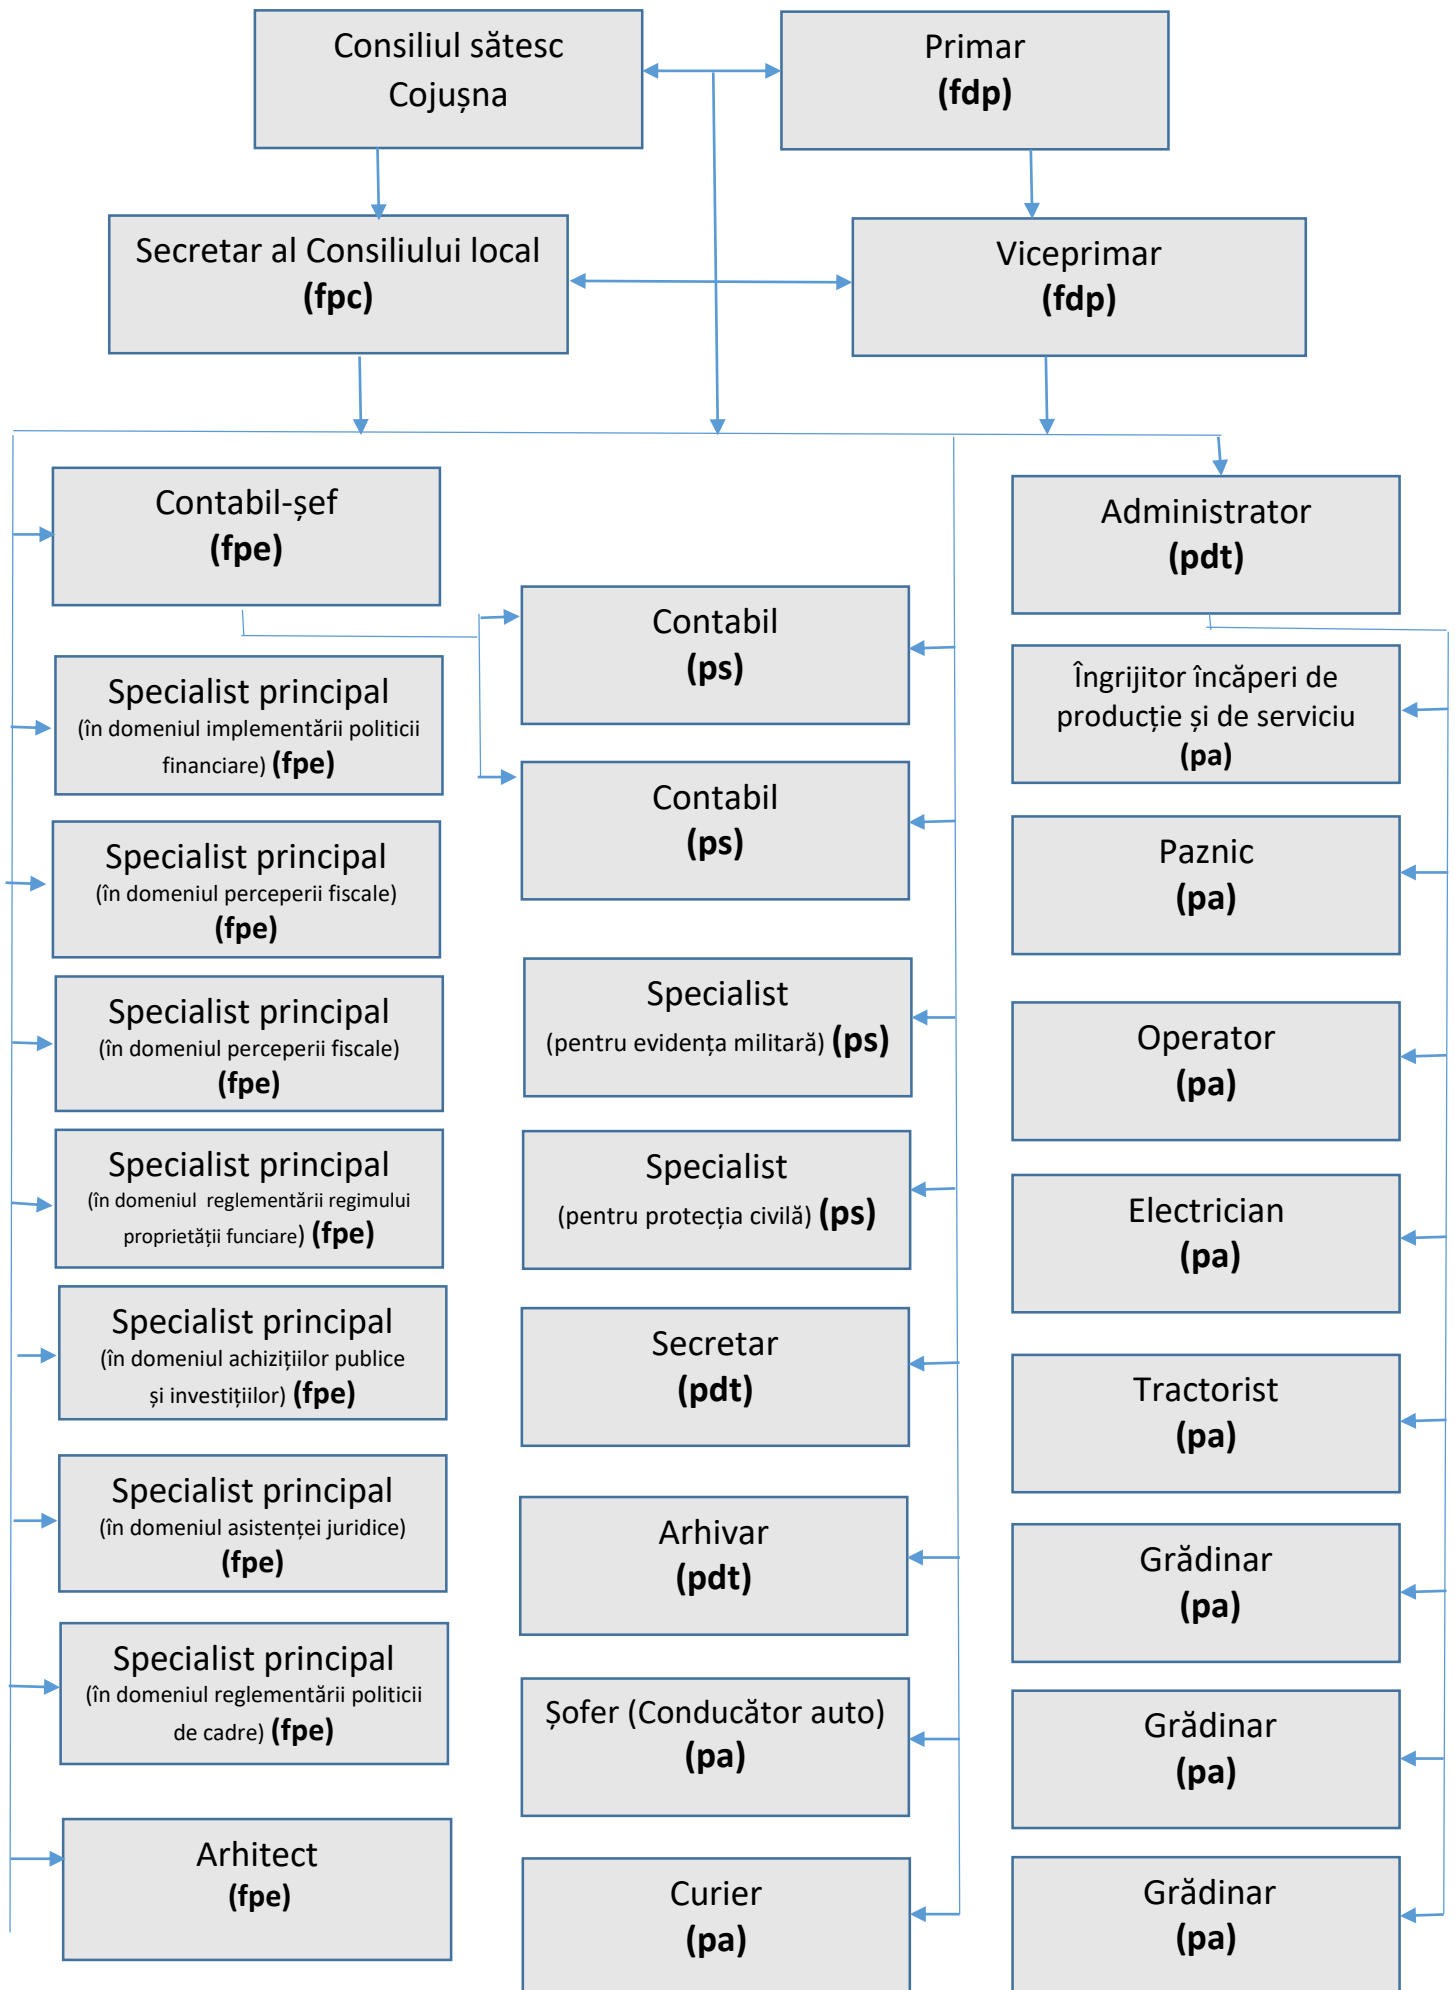 Consiliul sătesc
Cojușna
Primar
(fdp)
Secretar al Consiliului local
(fpc)
Viceprimar
(fdp)
Contabil-șef
(fpe)
Specialist principal
(în domeniul implementării politicii
financiare) (fpe)
Specialist principal
(în domeniul perceperii fiscale)
(fpe)
Specialist principal
(în domeniul perceperii fiscale)
(fpe)
Specialist principal
(în domeniul reglementării regimului
proprietății funciare) (fpe)
Specialist principal
(în domeniul achizițiilor publice
și investițiilor) (fpe)
Specialist principal
(în domeniul asistenței juridice)
(fpe)
Specialist principal
(în domeniul reglementării politicii
de cadre) (fpe)
Arhitect
(fpe)
Contabil
(ps)
Contabil
(ps)
Specialist
(pentru evidența militară) (ps)
Specialist
(pentru protecția civilă) (ps)
Secretar
(pdt)
Arhivar
(pdt)
Șofer (Conducător auto)
(pa)
Curier
(pa)
Administrator
(pdt)
Îngrijitor încăperi de
producție și de serviciu
(pa)
Paznic
(pa)
Operator
(pa)
Electrician
(pa)
Tractorist
(pa)
Grădinar
(pa)
Grădinar
(pa)
Grădinar
(pa)